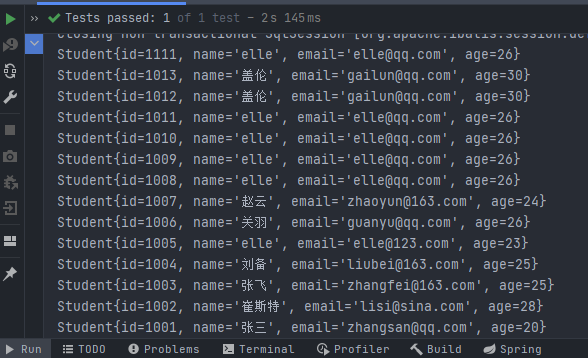 Tests passed: 1 of 1 test – 2 s 145 ms
Closing non transactional SqlSession [org.apache.ibatis.session.de
Student{id=1111, name='elle', email='elle@qq.com', age=26}
Student{id=1013, name='盖伦', email='gailun@qq.com', age=30}
Student{id=1012, name='盖伦', email='gailun@qq.com', age=30}
Student{id=1011, name='elle', email='elle@qq.com', age=26}
Student{id=1010, name='elle', email='elle@qq.com', age=26}
Student{id=1009, name='elle', email='elle@qq.com', age=26}
Student{id=1008, name='elle', email='elle@qq.com', age=26}
Student{id=1007, name='赵云', email='zhaoyun@163.com', age=24}
Student{id=1006, name='关羽', email='guanyu@qq.com', age=26}
Student{id=1005, name='elle', email='elle@123.com', age=23}
Student{id=1004, name='刘备', email='liubei@163.com', age=25}
Student{id=1003, name='张飞', email='zhangfei@163.com', age=25}
Student{id=1002, name='崔斯特', email='lisi@sina.com', age=28}
Student{id=1001, name='张三', email='zhangsan@qq.com', age=20}
Run TODO Problems Terminal Profiler Build Spring